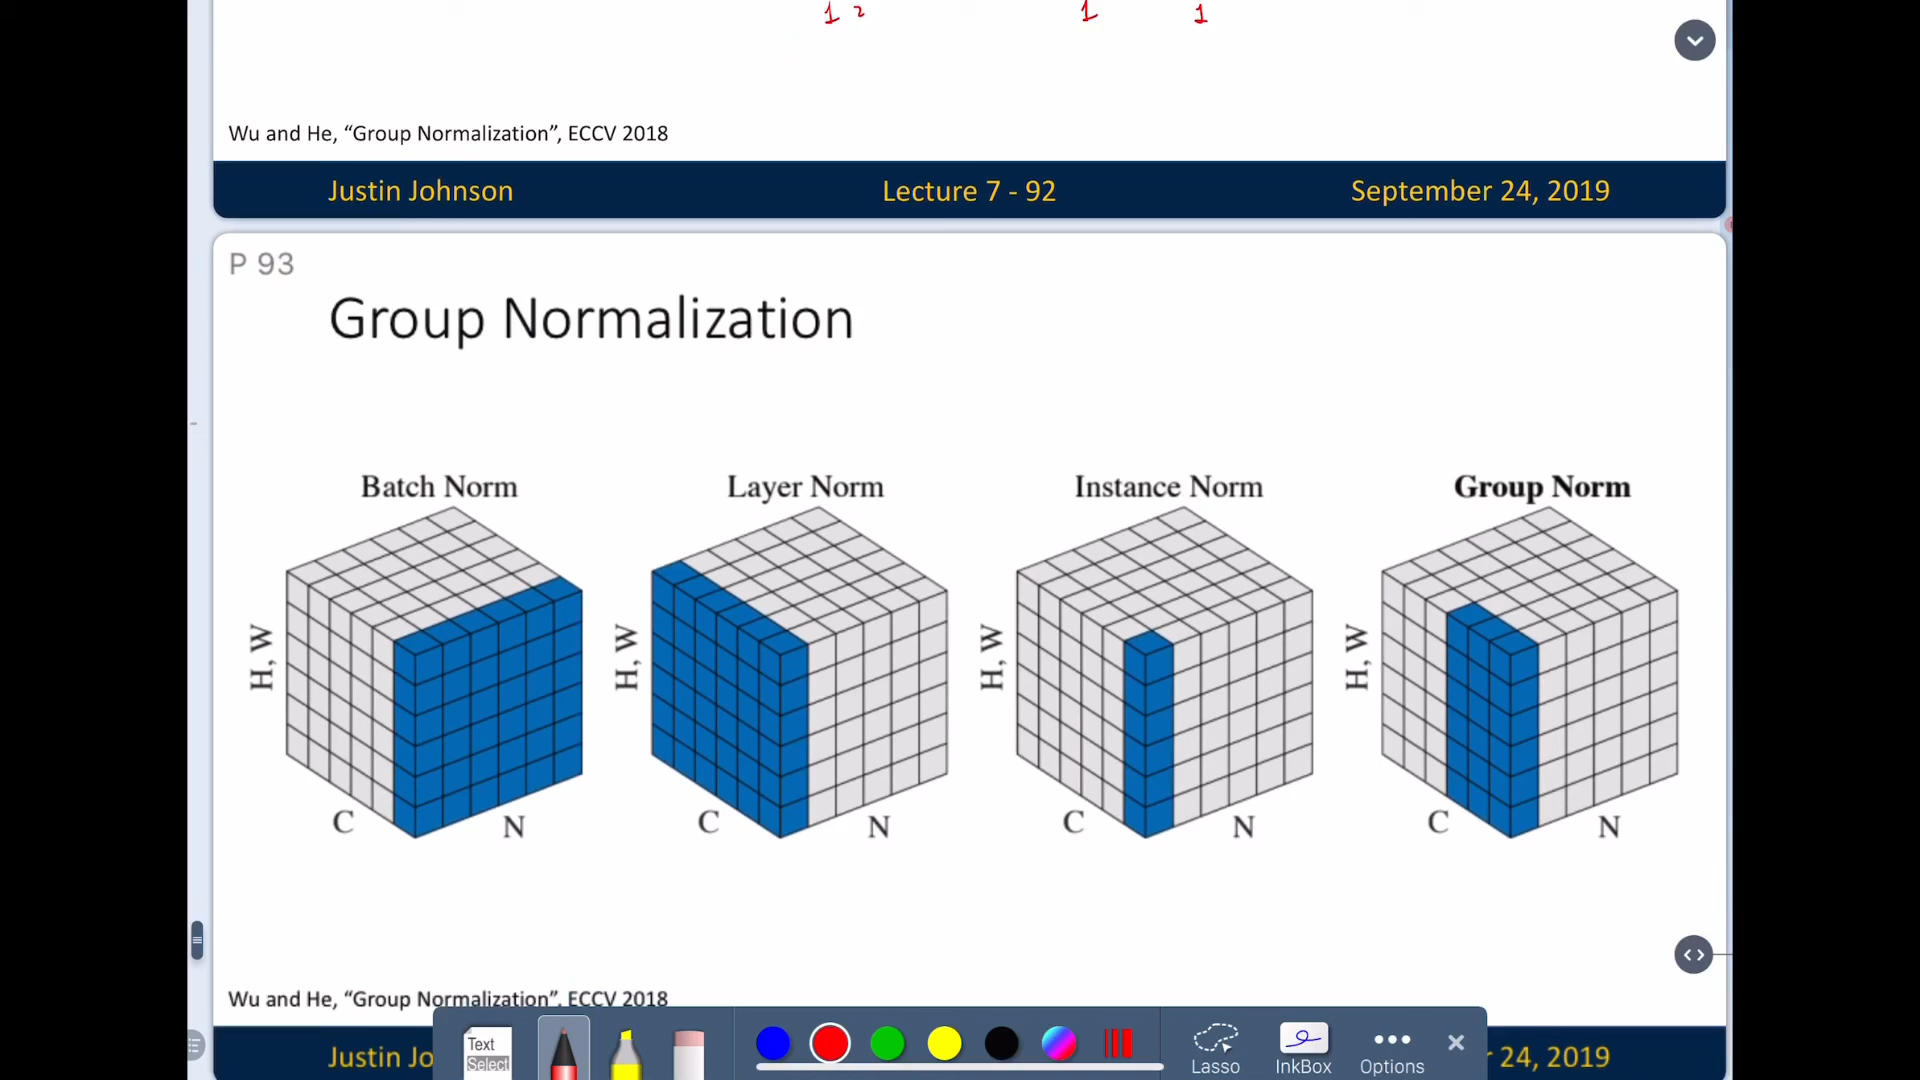 1 2 1 1
Wu and He, “Group Normalization”, ECCV 2018
Justin Johnson Lecture 7 - 92 September 24, 2019
P 93
Group Normalization
Batch Norm Layer Norm Instance Norm Group Norm
H, W H, W H, W H, W
C N C N C N C N
Wu and He, “Group Normalization”, ECCV 2018
Justin Jo r 24, 2019
Text
Select
Lasso InkBox Options